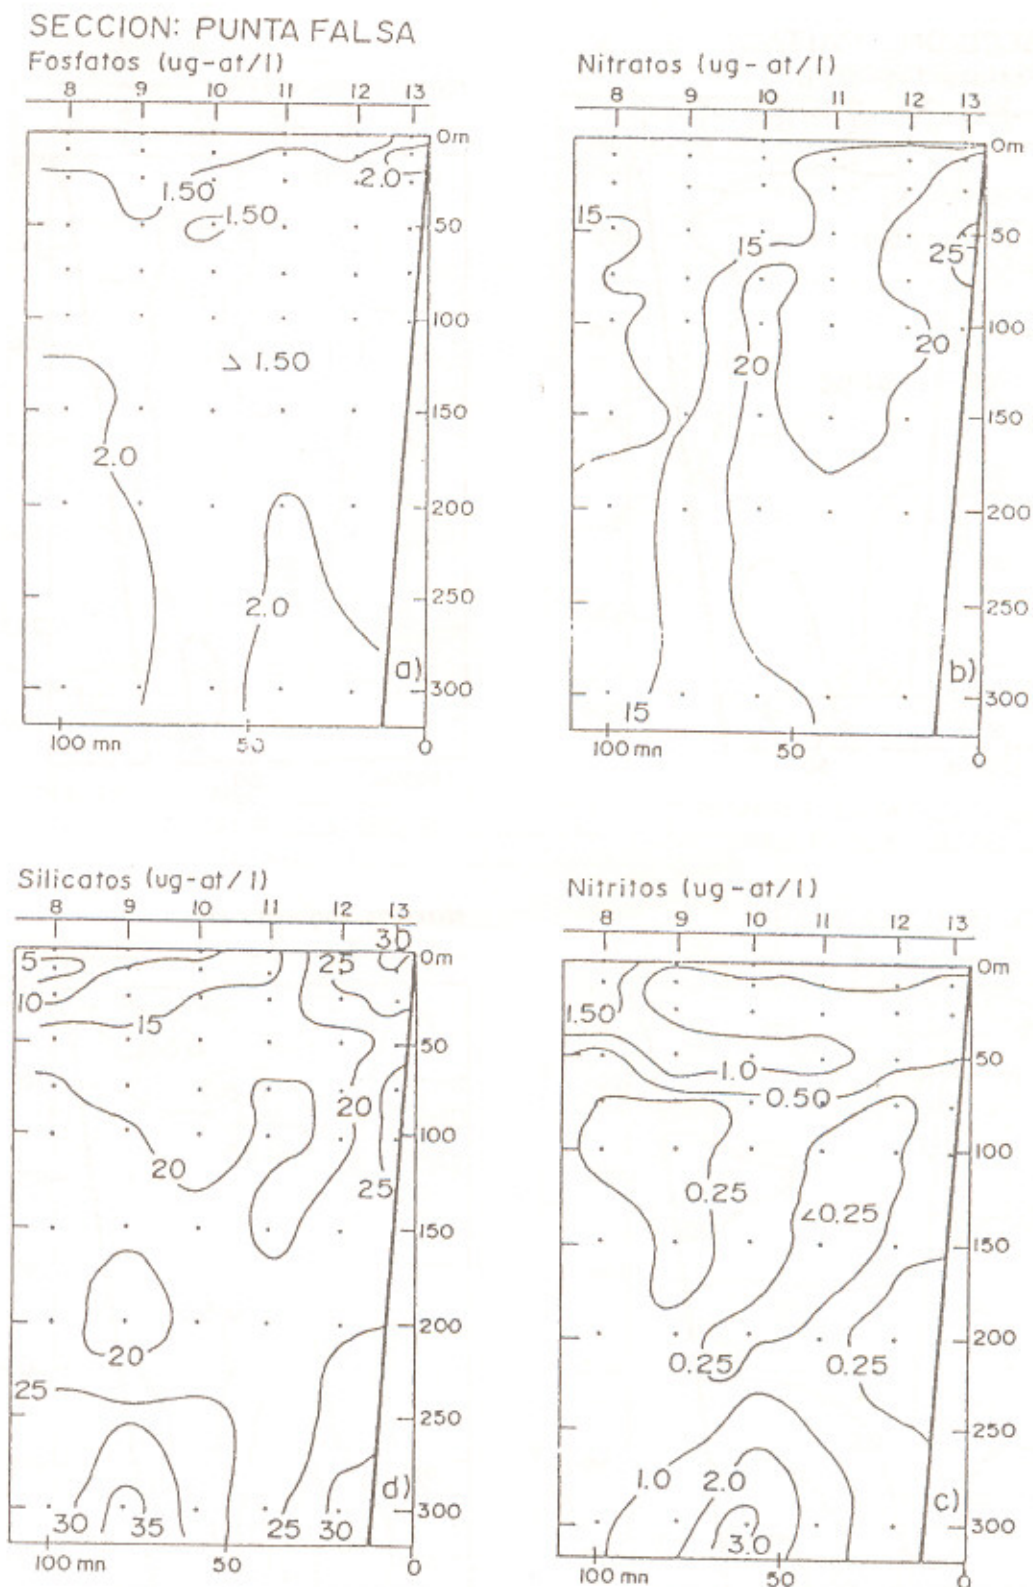 SECCION: PUNTA FALSA
Fosfatos (ug-at/l)
8 9 10 11 12 13
0m
2.0
1.50
1.50
50
100
> 1.50
150
2.0
200
2.0
250
a)
300
100 mn 50 0
Nitratos (ug-at/l)
8 9 10 11 12 13
0m
15
15
50
25
100
20
20
150
200
250
b)
300
15
100 mn 50 0
Silicatos (ug-at/l)
8 9 10 11 12 13
30
5
25
0m
10
15
50
20
100
20
25
150
200
20
25
250
d)
30 35 25 30
300
100 mn 50 0
Nitritos (ug-at/l)
8 9 10 11 12 13
0m
1.50
50
1.0
0.50
100
0.25
<0.25
150
200
0.25 0.25
250
1.0 2.0
c)
3.0
300
100 mn 50 0